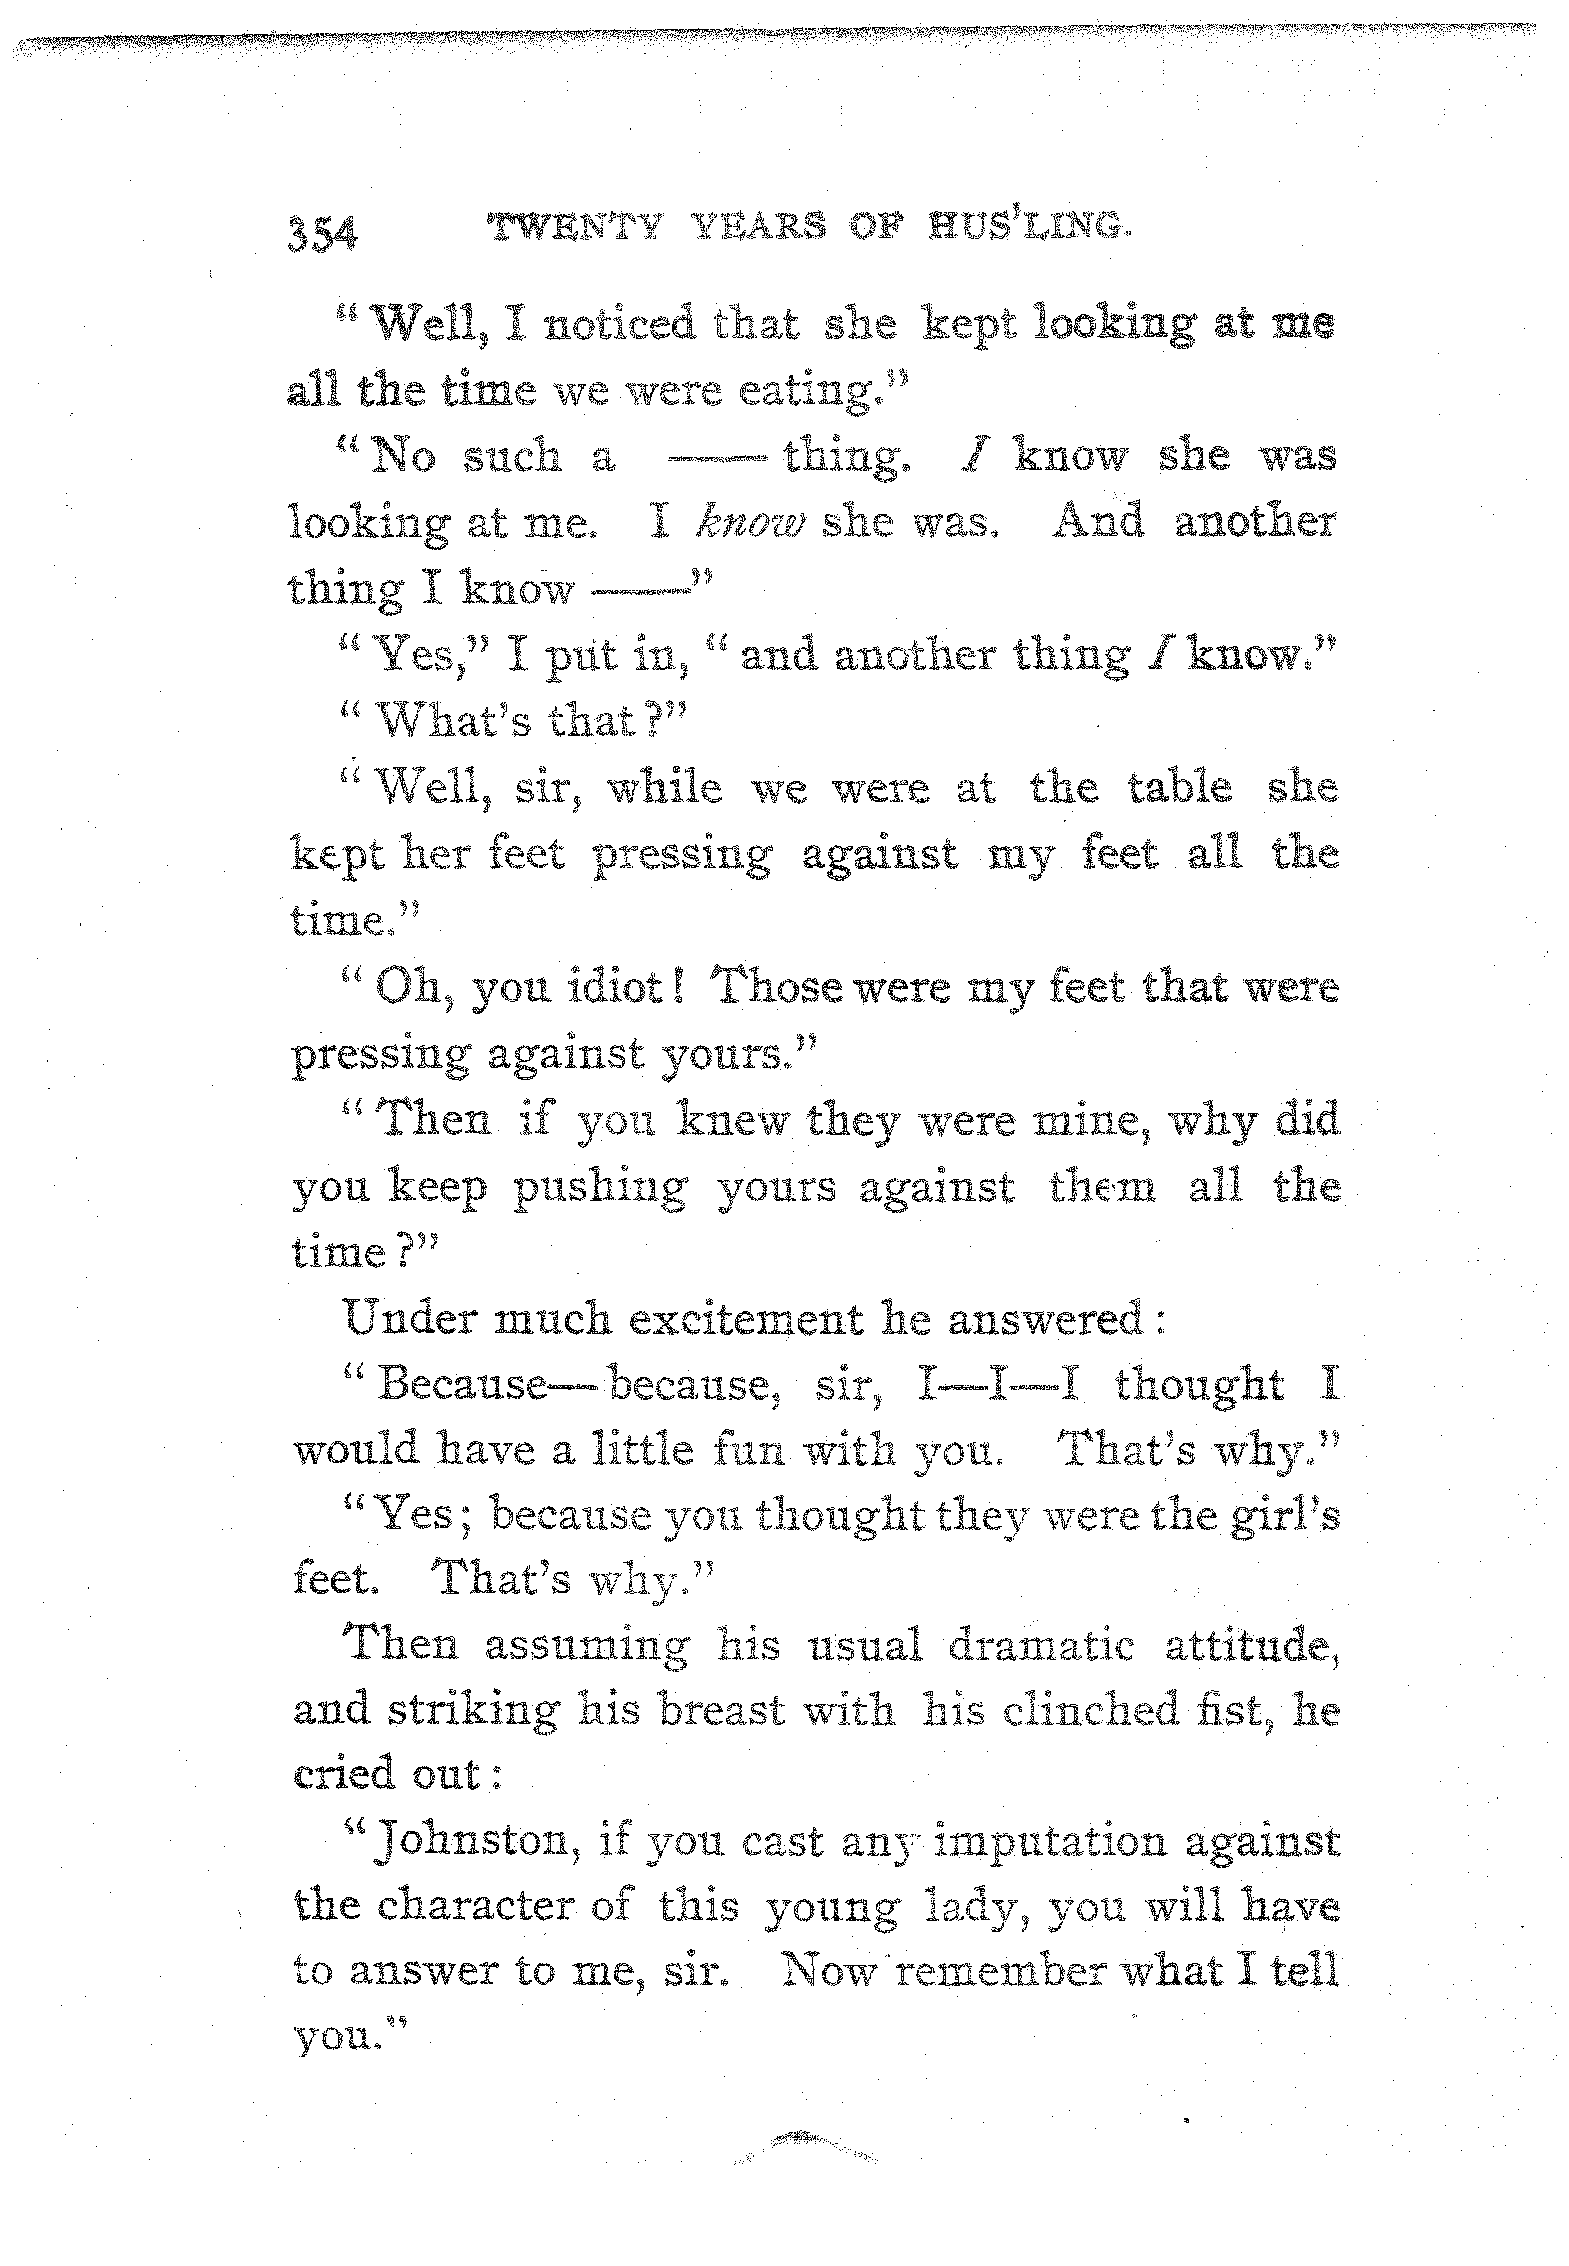 354 TWENTY YEARS OF HUS'LING.
“Well, I noticed that she kept looking at me
all the time we were eating.”
“No such a —— thing. I know she was
looking at me. I know she was. And another
thing I know ——”
“Yes,” I put in, “and another thing I know.”
“What's that?”
“Well, sir, while we were at the table she
kept her feet pressing against my feet all the
time.”
“Oh, you idiot! Those were my feet that were
pressing against yours.”
“Then if you knew they were mine, why did
you keep pushing yours against them all the
time?”
Under much excitement he answered:
“Because—because, sir, I—I—I thought I
would have a little fun with you. That's why.”
“Yes; because you thought they were the girl's
feet. That's why.”
Then assuming his usual dramatic attitude,
and striking his breast with his clinched fist, he
cried out:
“Johnston, if you cast any imputation against
the character of this young lady, you will have
to answer to me, sir. Now remember what I tell
you.”